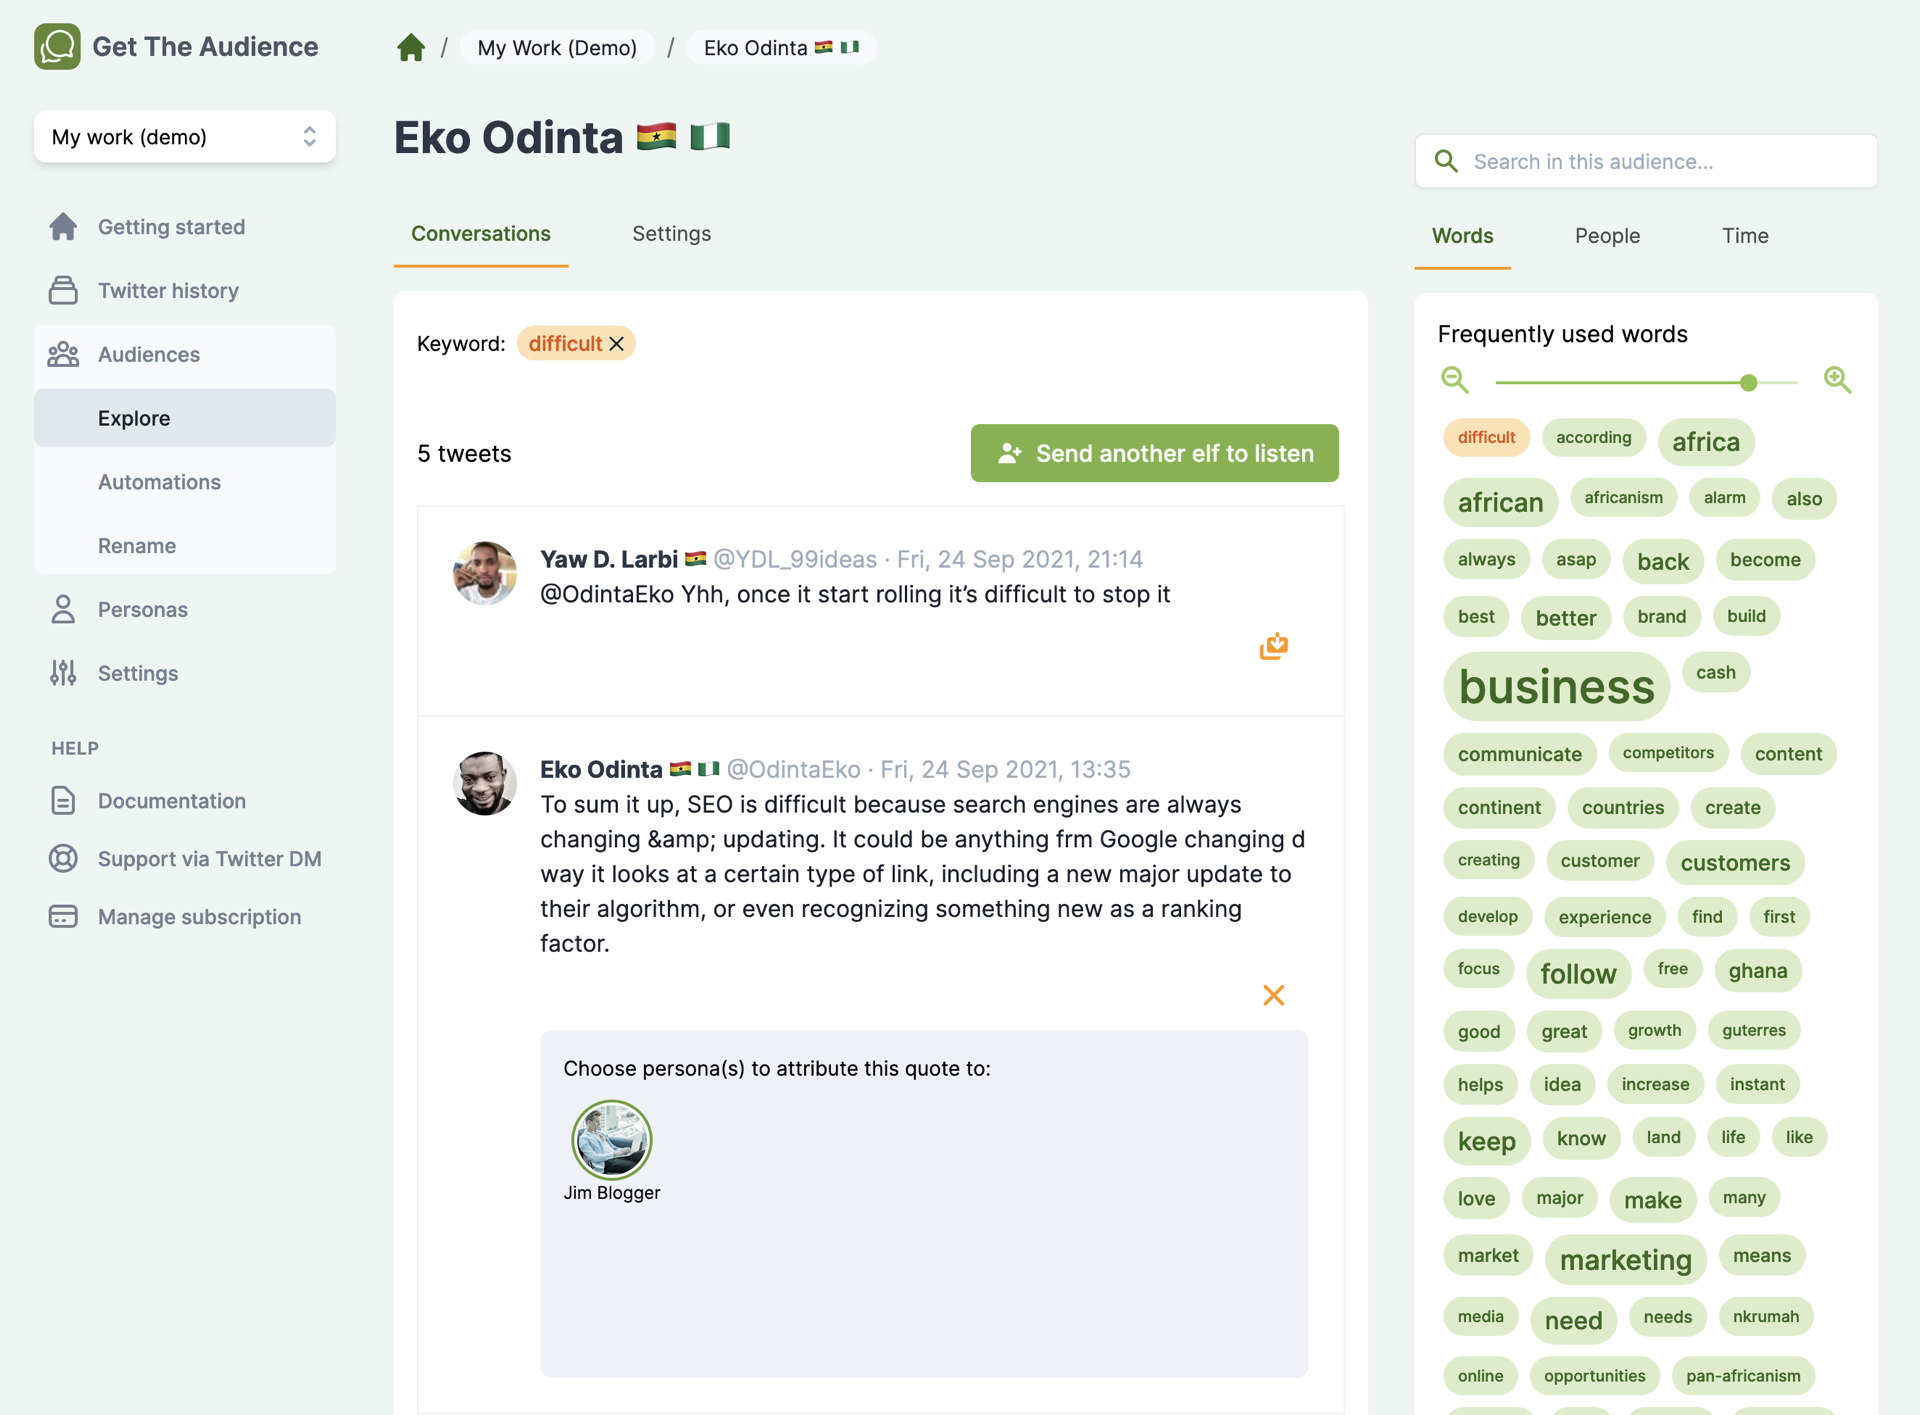 Get The Audience
/ My Work (Demo) / Eko Odinta 🇬🇭 🇳🇬
My work (demo)
Getting started
Twitter history
Audiences
Explore
Automations
Rename
Personas
Settings
HELP
Documentation
Support via Twitter DM
Manage subscription
Eko Odinta 🇬🇭 🇳🇬
Conversations
Settings
Keyword: difficult
5 tweets
Send another elf to listen
Yaw D. Larbi 🇬🇭 @YDL_99ideas · Fri, 24 Sep 2021, 21:14
@OdintaEko Yhh, once it start rolling it’s difficult to stop it
Eko Odinta 🇬🇭 🇳🇬 @OdintaEko · Fri, 24 Sep 2021, 13:35
To sum it up, SEO is difficult because search engines are always
changing &amp; updating. It could be anything frm Google changing d
way it looks at a certain type of link, including a new major update to
their algorithm, or even recognizing something new as a ranking
factor.
Choose persona(s) to attribute this quote to:
Jim Blogger
Search in this audience...
Words
People
Time
Frequently used words
difficult according africa
african africanism alarm also
always asap back become
best better brand build
business cash
communicate competitors content
continent countries create
creating customer customers
develop experience find first
focus follow free ghana
good great growth guterres
helps idea increase instant
keep know land life like
love major make many
market marketing means
media need needs nkrumah
online opportunities pan-africanism